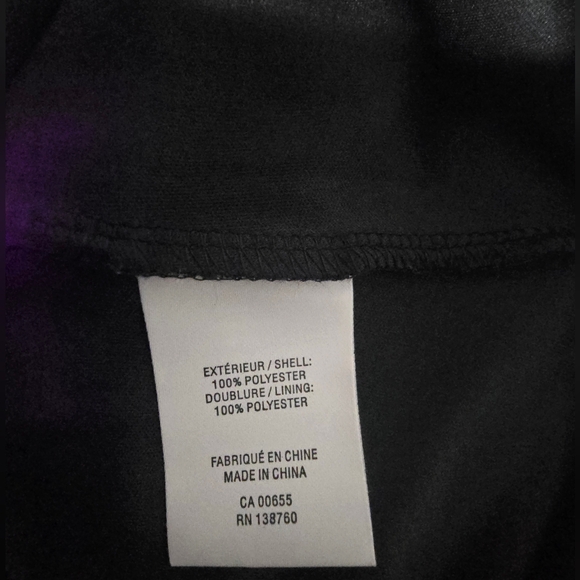 EXTÉRIEUR / SHELL:
100% POLYESTER
DOUBLURE / LINING:
100% POLYESTER
FABRIQUÉ EN CHINE
MADE IN CHINA
CA 00655
RN 138760